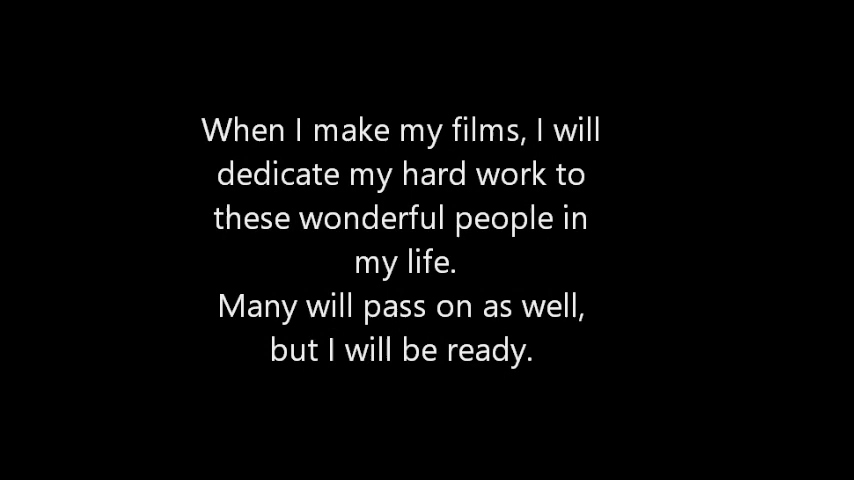 When I make my films, I will
dedicate my hard work to
these wonderful people in
my life.
Many will pass on as well,
but I will be ready.